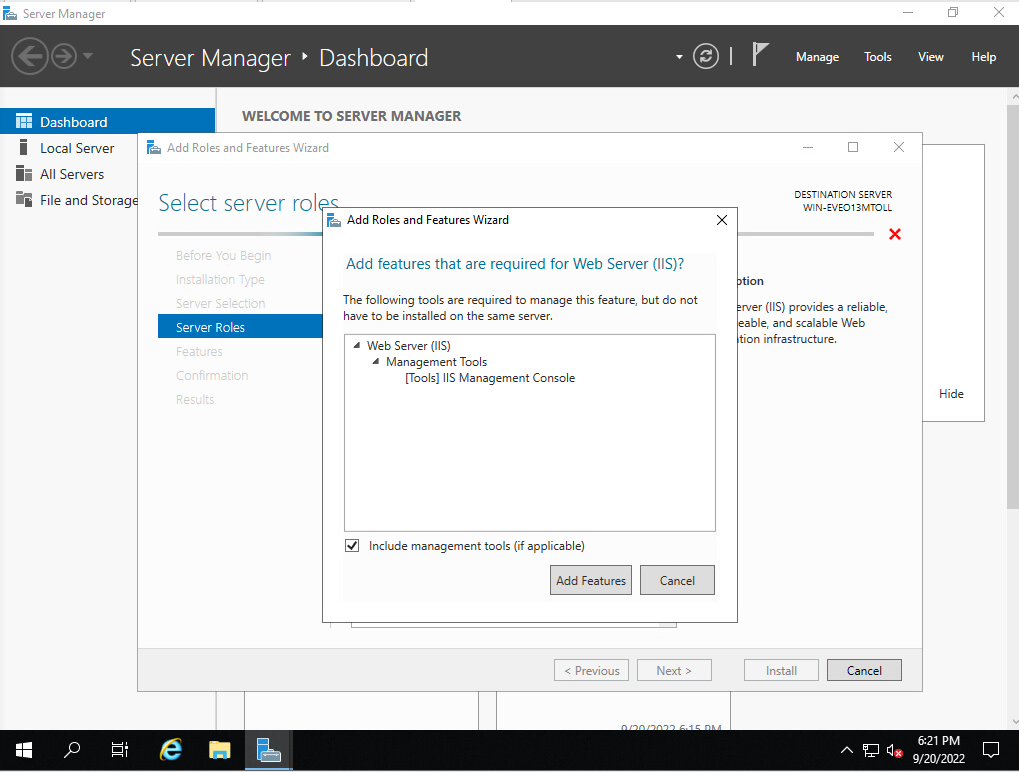 Server Manager
Server Manager ‣ Dashboard
Manage
Tools
View
Help
Dashboard
Local Server
All Servers
File and Storage
WELCOME TO SERVER MANAGER
Add Roles and Features Wizard
Select server roles
DESTINATION SERVER
WIN-EVEO13MTOLL
Before You Begin
Installation Type
Server Selection
Server Roles
Features
Confirmation
Results
Add Roles and Features Wizard
Add features that are required for Web Server (IIS)?
The following tools are required to manage this feature, but do not
have to be installed on the same server.
Web Server (IIS)
Management Tools
[Tools] IIS Management Console
Include management tools (if applicable)
Add Features
Cancel
(IIS) provides a reliable,
and scalable Web
infrastructure.
Hide
< Previous
Next >
Install
Cancel
9/20/2022 6:15 PM
6:21 PM
9/20/2022